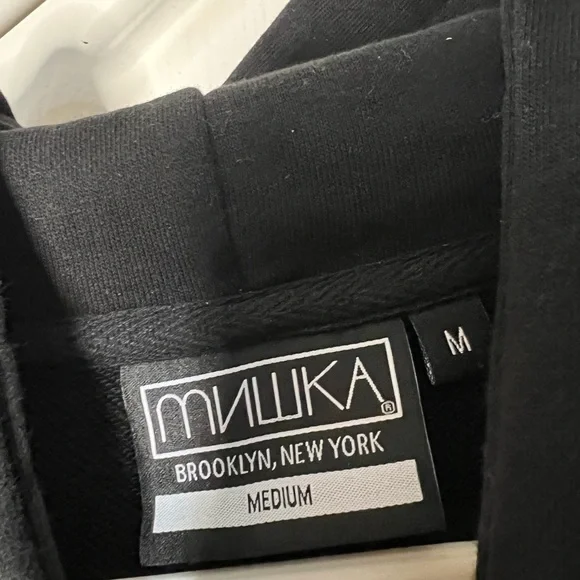 МИШКА®
BROOKLYN, NEW YORK
MEDIUM
M